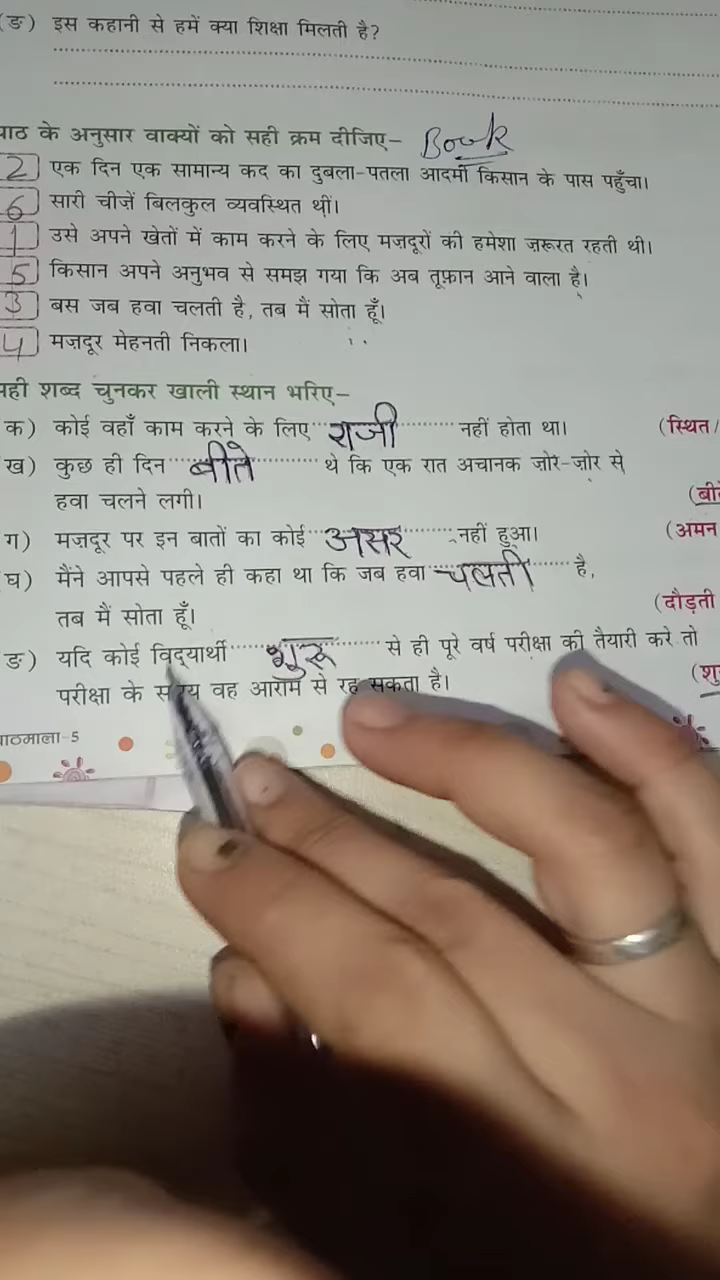 (ङ) इस कहानी से हमें क्या शिक्षा मिलती है?
पाठ के अनुसार वाक्यों को सही क्रम दीजिए– Book
2 एक दिन एक सामान्य कद का दुबला-पतला आदमी किसान के पास पहुँचा।
6 सारी चीज़ें बिलकुल व्यवस्थित थीं।
1 उसे अपने खेतों में काम करने के लिए मज़दूरों की हमेशा ज़रूरत रहती थी।
5 किसान अपने अनुभव से समझ गया कि अब तूफ़ान आने वाला है।
3 बस जब हवा चलती है, तब मैं सोता हूँ।
4 मज़दूर मेहनती निकला।
सही शब्द चुनकर खाली स्थान भरिए–
क) कोई वहाँ काम करने के लिए राजी नहीं होता था। (स्थित/
ख) कुछ ही दिन बीते थे कि एक रात अचानक ज़ोर-ज़ोर से
हवा चलने लगी। (बी
ग) मज़दूर पर इन बातों का कोई असर नहीं हुआ। (अमन
घ) मैंने आपसे पहले ही कहा था कि जब हवा चलती है,
तब मैं सोता हूँ। (दौड़ती
ङ) यदि कोई विद्यार्थी शुरू से ही पूरे वर्ष परीक्षा की तैयारी करे तो
परीक्षा के समय वह आराम से रह सकता है। (शु
पाठमाला-5